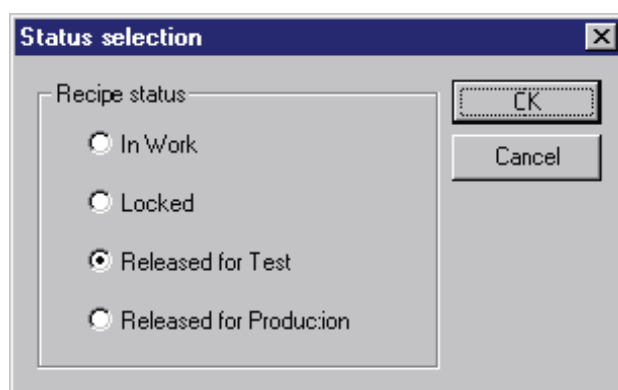 Status selection
Recipe status
In Work
Locked
Released for Test
Released for Production
OK
Cancel